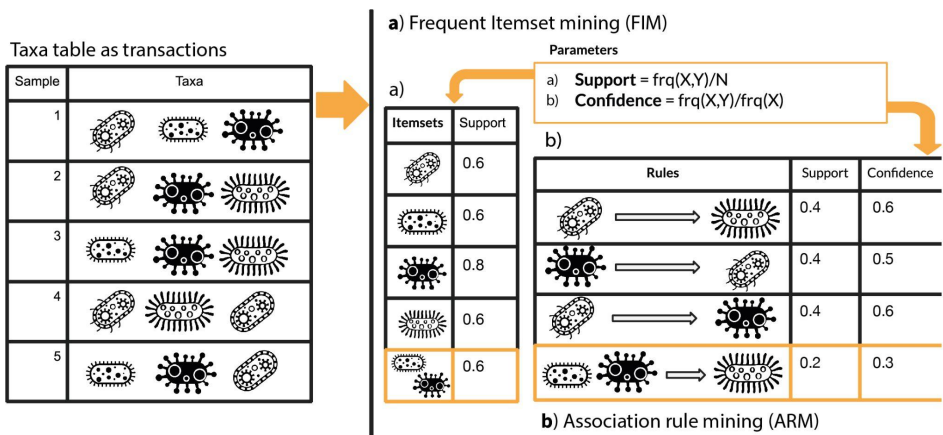 Taxa table as transactions
Sample Taxa
1
2
3
4
5
a) Frequent Itemset mining (FIM)
Parameters
a) Support = frq(X,Y)/N
b) Confidence = frq(X,Y)/frq(X)
a)
Itemsets Support
0.6
0.6
0.8
0.6
0.6
b)
Rules Support Confidence
0.4 0.6
0.4 0.5
0.4 0.6
0.2 0.3
b) Association rule mining (ARM)